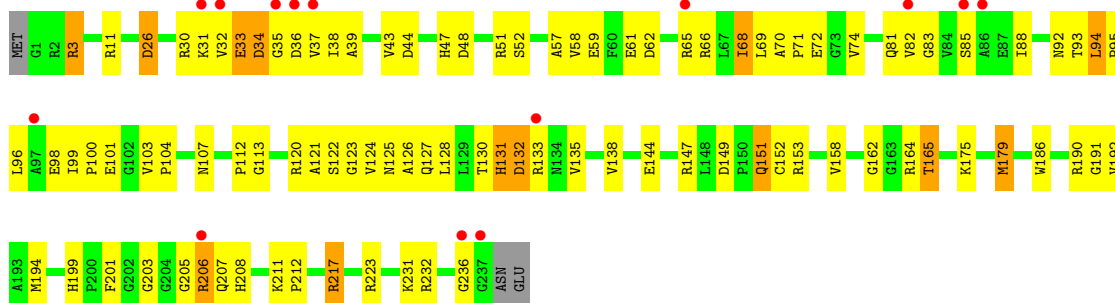 MET G1 R2 R3 R11 D26 R30 K31 V32 E33 D34 G35 D36 V37 I38 A39 V43 D44 H47 D48 R51 S52 A57 V58 E59 F60 E61 D62 R65 R66 L67 I68 L69 A70 P71 E72 G73 V74 Q81 V82 G83 V84 S85 A86 E87 I88 N92 T93 L94
L96 A97 E98 I99 P100 E101 G102 V103 P104 N107 P112 G113 R120 A121 S122 G123 V124 N125 A126 Q127 L128 L129 T130 H131 D132 R133 N134 V135 V138 E144 R147 L148 D149 P150 Q151 C152 R153 V158 G162 G163 R164 T165 K175 M179 W186 R190 G191
A193 M194 H199 P200 F201 G202 G203 G204 G205 R206 Q207 H208 K211 P212 R217 R223 K231 R232 G236 G237 ASN GLU